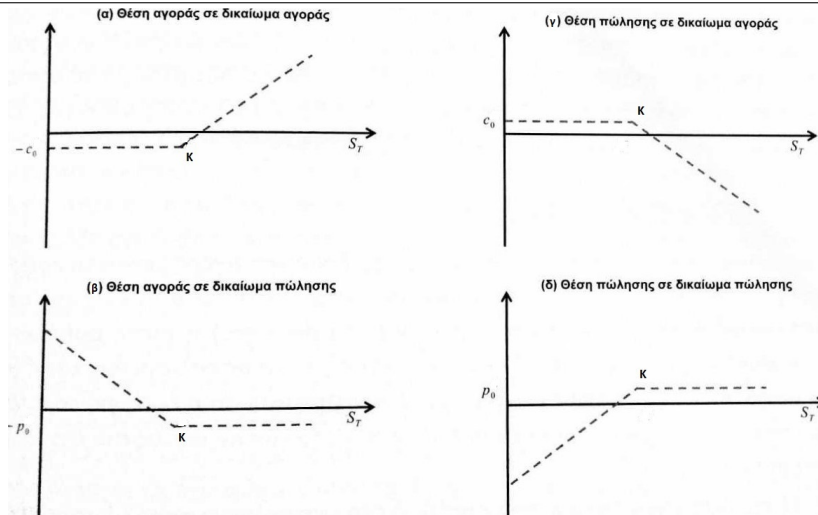 (α) Θέση αγοράς σε δικαίωμα αγοράς
– c₀
K
S_T
(γ) Θέση πώλησης σε δικαίωμα αγοράς
c₀
K
S_T
(β) Θέση αγοράς σε δικαίωμα πώλησης
– p₀
K
S_T
(δ) Θέση πώλησης σε δικαίωμα πώλησης
p₀
K
S_T